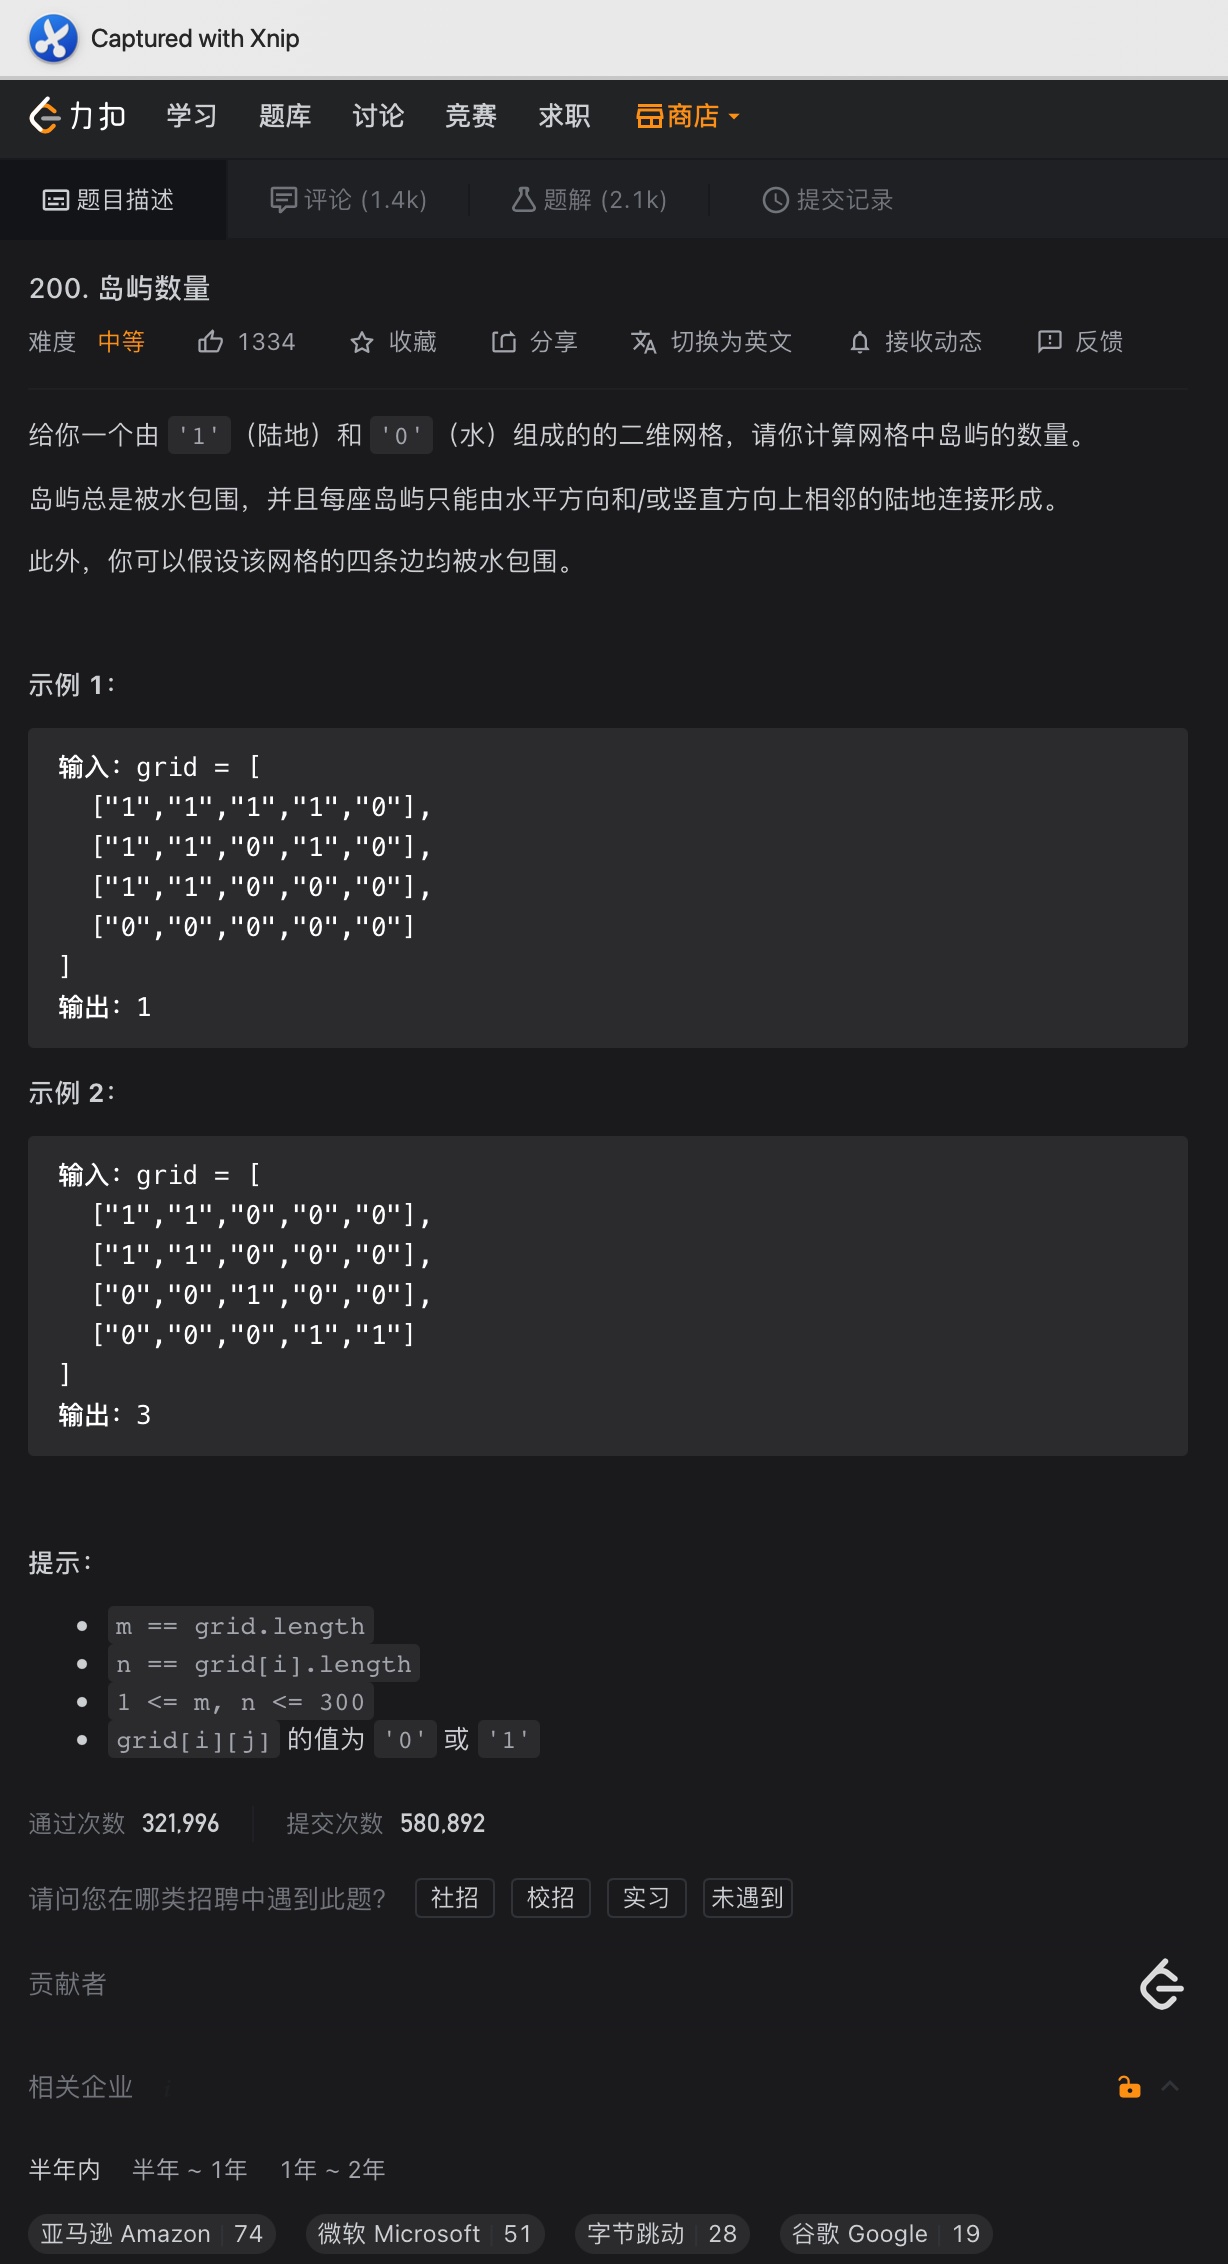 Captured with Xnip
力扣 学习 题库 讨论 竞赛 求职 商店
题目描述 评论 (1.4k) 题解 (2.1k) 提交记录
200. 岛屿数量
难度 中等 1334 收藏 分享 切换为英文 接收动态 反馈
给你一个由 '1'（陆地）和 '0'（水）组成的的二维网格，请你计算网格中岛屿的数量。
岛屿总是被水包围，并且每座岛屿只能由水平方向和/或竖直方向上相邻的陆地连接形成。
此外，你可以假设该网格的四条边均被水包围。
示例 1：
输入：grid = [
["1","1","1","1","0"],
["1","1","0","1","0"],
["1","1","0","0","0"],
["0","0","0","0","0"]
]
输出：1
示例 2：
输入：grid = [
["1","1","0","0","0"],
["1","1","0","0","0"],
["0","0","1","0","0"],
["0","0","0","1","1"]
]
输出：3
提示：
m == grid.length
n == grid[i].length
1 <= m, n <= 300
grid[i][j] 的值为 '0' 或 '1'
通过次数 321,996 提交次数 580,892
请问您在哪类招聘中遇到此题? 社招 校招 实习 未遇到
贡献者
相关企业
半年内 半年 ~ 1年 1年 ~ 2年
亚马逊 Amazon 74 微软 Microsoft 51 字节跳动 28 谷歌 Google 19